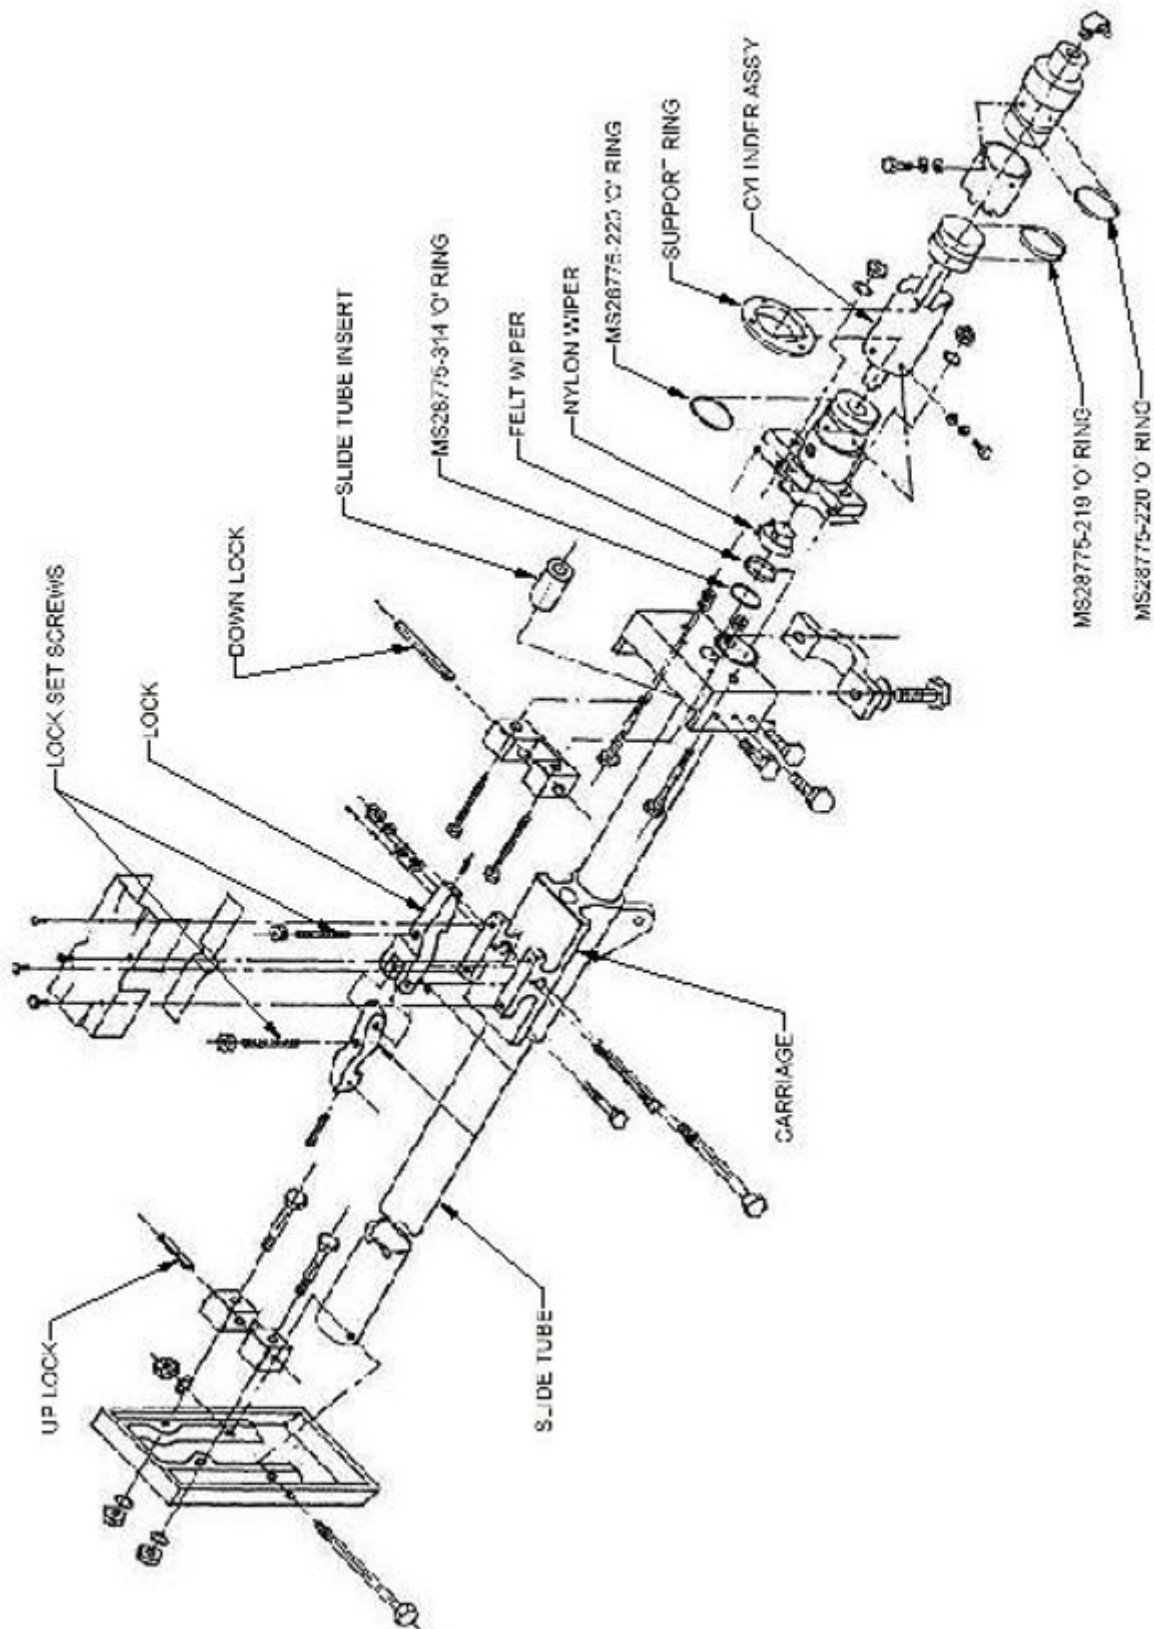 LOCK SET SCREWS
LOCK
DOWN LOCK
SLIDE TUBE INSERT
MS28775-314 'O' RING
FELT WIPER
NYLON WIPER
MS28775-220 'O' RING
SUPPORT RING
CYLINDER ASSY
UP LOCK
SLIDE TUBE
CARRIAGE
MS28775-219 'O' RING
MS28775-220 'O' RING